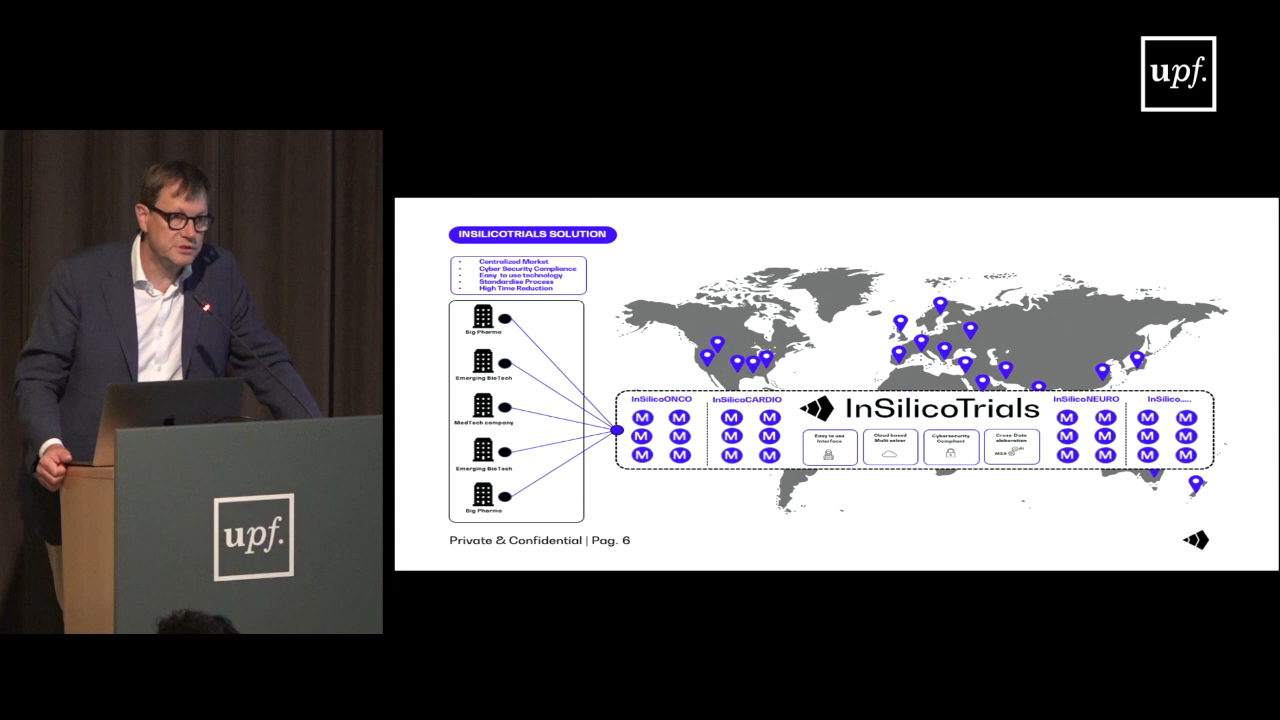 upf.
INSILICOTRIALS SOLUTION
• Centralized Market
• Cyber Security Compliance
• Easy to use technology
• Standardise Process
• High Time Reduction
Big Pharma
Emerging BioTech
MedTech company
Emerging BioTech
Big Pharma
InSilicoONCO
M M
M M
M M
InSilicoCARDIO
M M
M M
M M
InSilicoTrials
Easy to use
Interface
Cloud based
Multi solver
Cybersecurity
Compliant
Cross-Data
elaboration
M&S AI
InSilicoNEURO
M M
M M
M M
InSilico.....
M M
M M
M M
Private & Confidential | Pag. 6
upf.